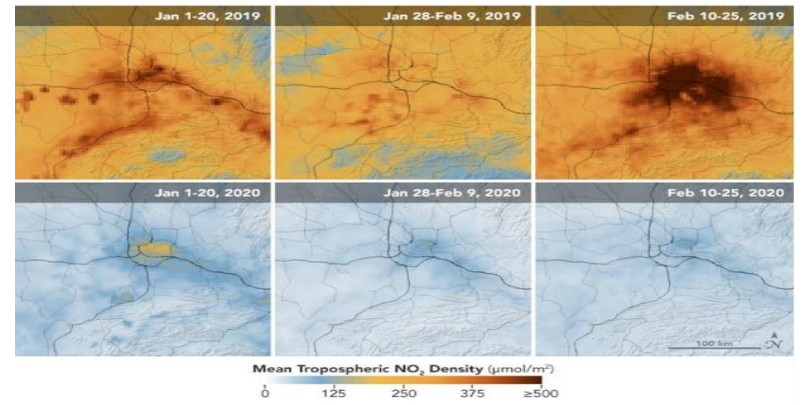 Jan 1-20, 2019
Jan 28-Feb 9, 2019
Feb 10-25, 2019
Jan 1-20, 2020
Jan 28-Feb 9, 2020
Feb 10-25, 2020
100 km
N
Mean Tropospheric NO₂ Density (µmol/m²)
0 125 250 375 ≥500